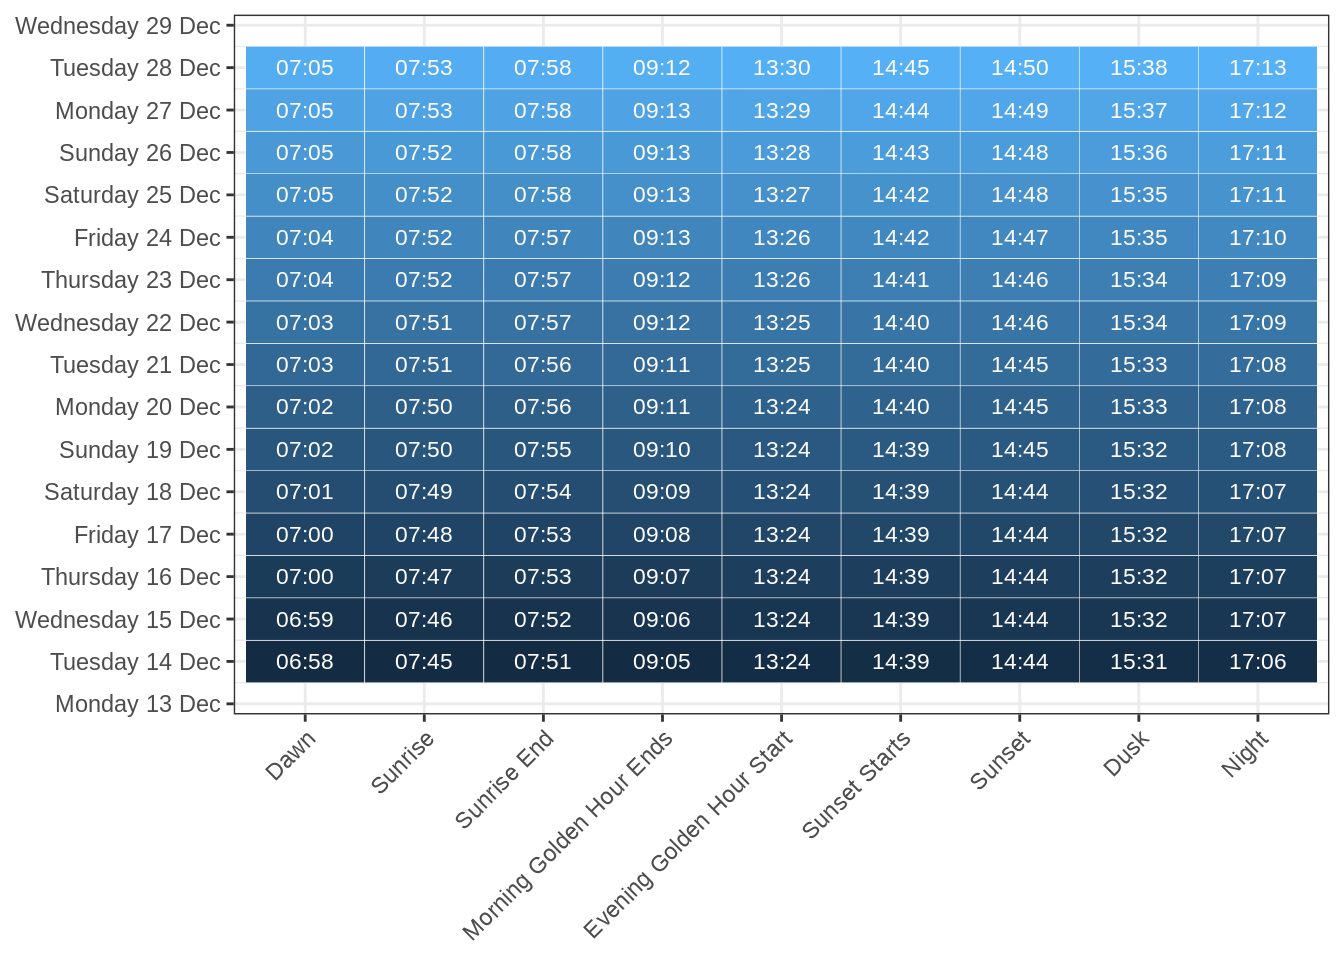 Wednesday 29 Dec
Tuesday 28 Dec 07:05 07:53 07:58 09:12 13:30 14:45 14:50 15:38 17:13
Monday 27 Dec 07:05 07:53 07:58 09:13 13:29 14:44 14:49 15:37 17:12
Sunday 26 Dec 07:05 07:52 07:58 09:13 13:28 14:43 14:48 15:36 17:11
Saturday 25 Dec 07:05 07:52 07:58 09:13 13:27 14:42 14:48 15:35 17:11
Friday 24 Dec 07:04 07:52 07:57 09:13 13:26 14:42 14:47 15:35 17:10
Thursday 23 Dec 07:04 07:52 07:57 09:12 13:26 14:41 14:46 15:34 17:09
Wednesday 22 Dec 07:03 07:51 07:57 09:12 13:25 14:40 14:46 15:34 17:09
Tuesday 21 Dec 07:03 07:51 07:56 09:11 13:25 14:40 14:45 15:33 17:08
Monday 20 Dec 07:02 07:50 07:56 09:11 13:24 14:40 14:45 15:33 17:08
Sunday 19 Dec 07:02 07:50 07:55 09:10 13:24 14:39 14:45 15:32 17:08
Saturday 18 Dec 07:01 07:49 07:54 09:09 13:24 14:39 14:44 15:32 17:07
Friday 17 Dec 07:00 07:48 07:53 09:08 13:24 14:39 14:44 15:32 17:07
Thursday 16 Dec 07:00 07:47 07:53 09:07 13:24 14:39 14:44 15:32 17:07
Wednesday 15 Dec 06:59 07:46 07:52 09:06 13:24 14:39 14:44 15:32 17:07
Tuesday 14 Dec 06:58 07:45 07:51 09:05 13:24 14:39 14:44 15:31 17:06
Monday 13 Dec
Dawn
Sunrise
Sunrise End
Morning Golden Hour Ends
Evening Golden Hour Start
Sunset Starts
Sunset
Dusk
Night